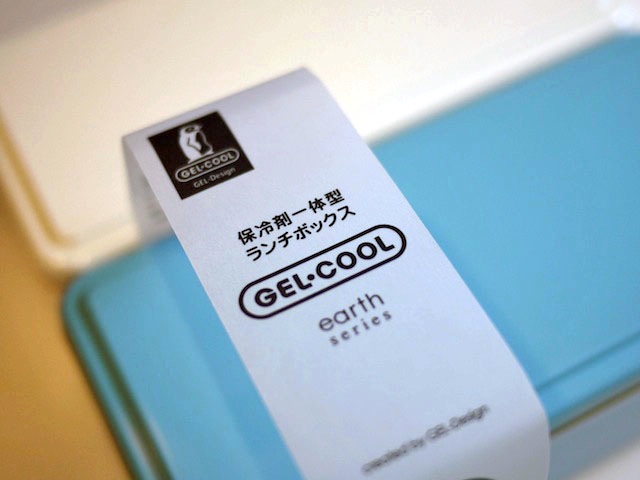 GEL•COOL
GEL-Design
保冷剤一体型
ランチボックス
GEL•COOL
earth
series
created by GEL-Design